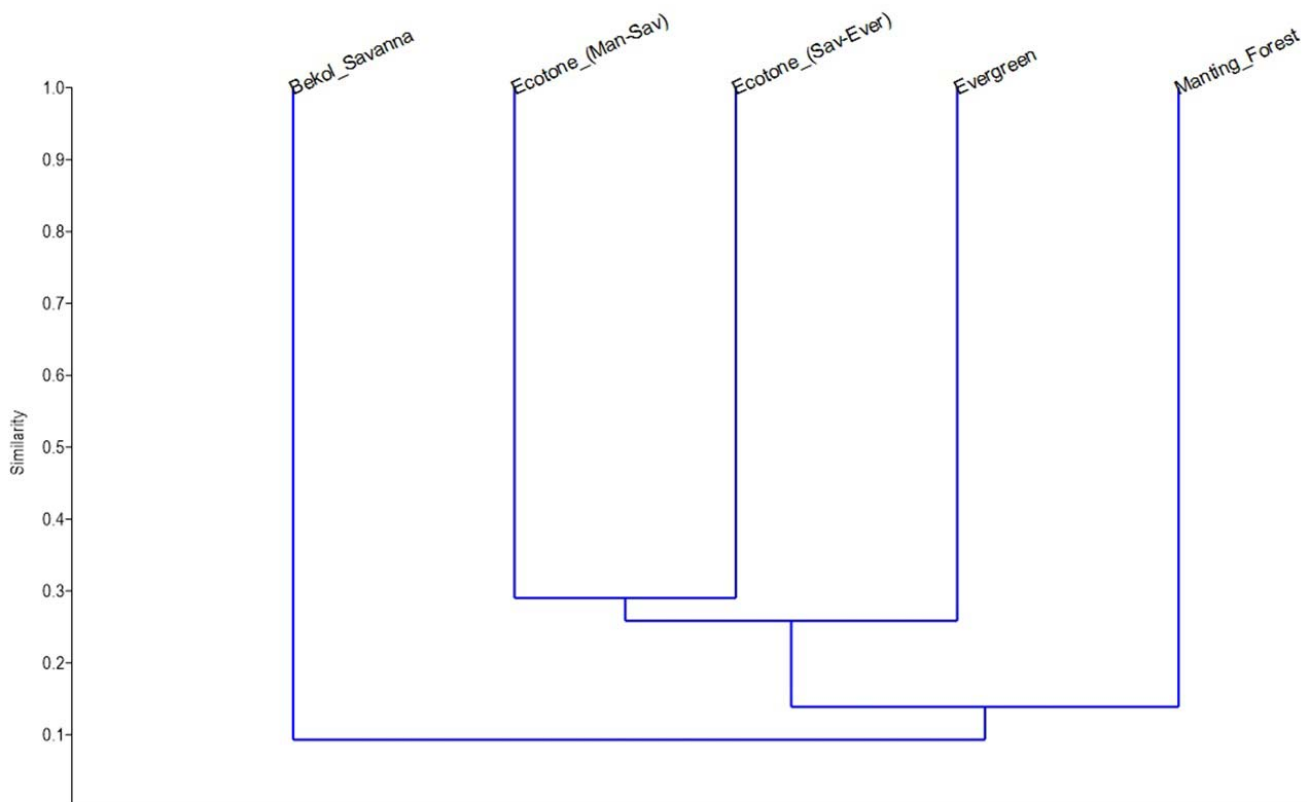 Bekol_Savanna
Ecotone_(Man-Sav)
Ecotone_(Sav-Ever)
Evergreen
Manting_Forest
1.0
0.9
0.8
0.7
0.6
0.5
0.4
0.3
0.2
0.1
Similarity